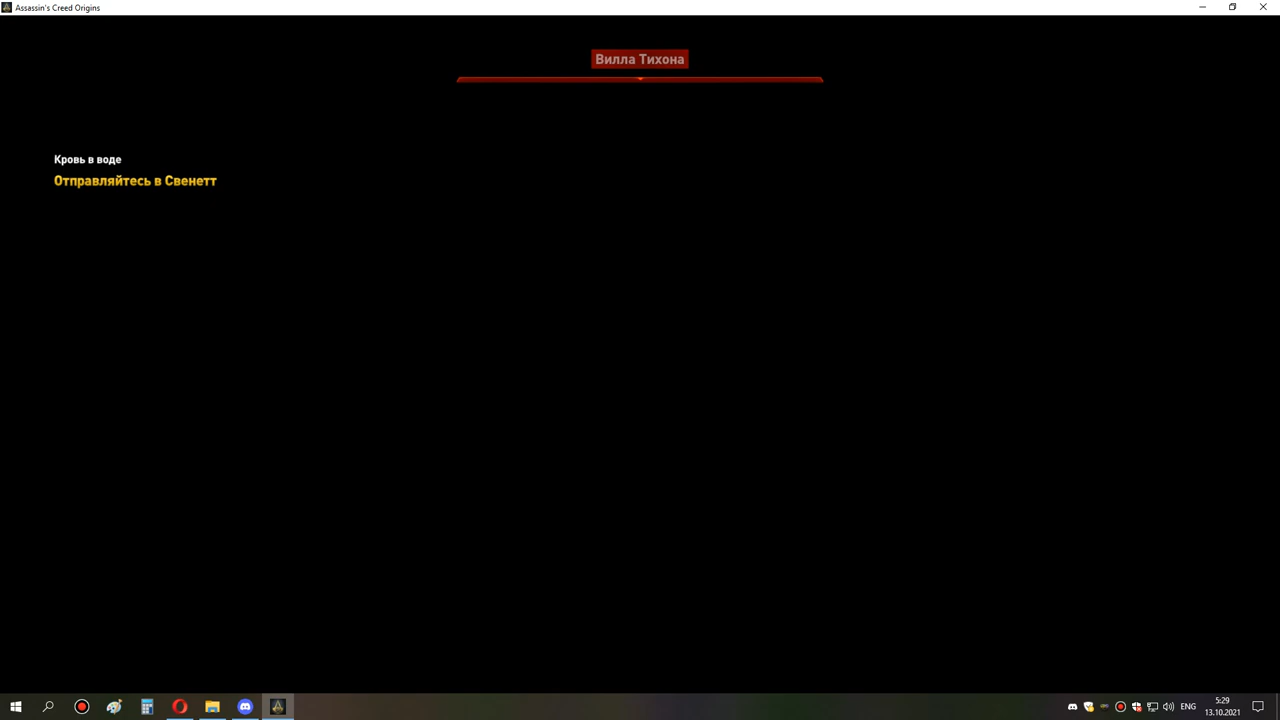 Assassin's Creed Origins
Вилла Тихона
Кровь в воде
Отправляйтесь в Свенетт
ENG
5:29
13.10.2021